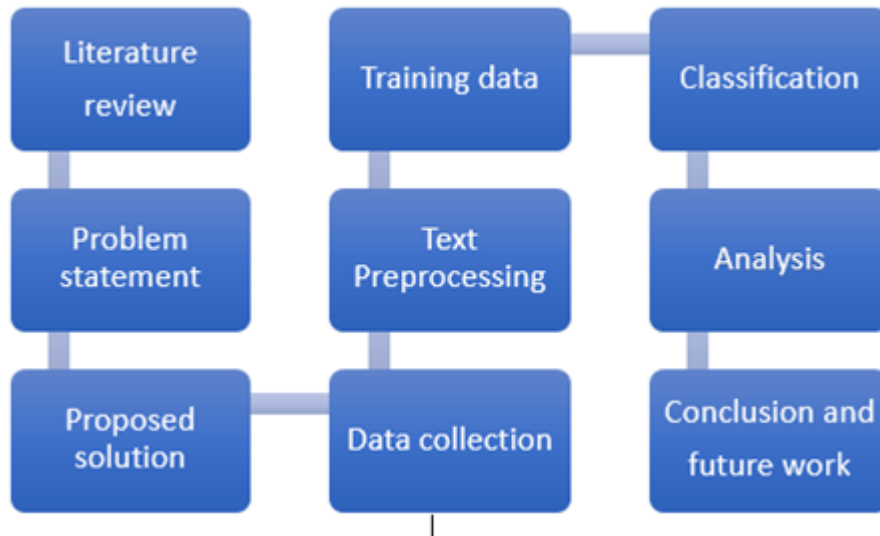 Literature
review
Problem
statement
Proposed
solution
Data collection
Text
Preprocessing
Training data
Classification
Analysis
Conclusion and
future work